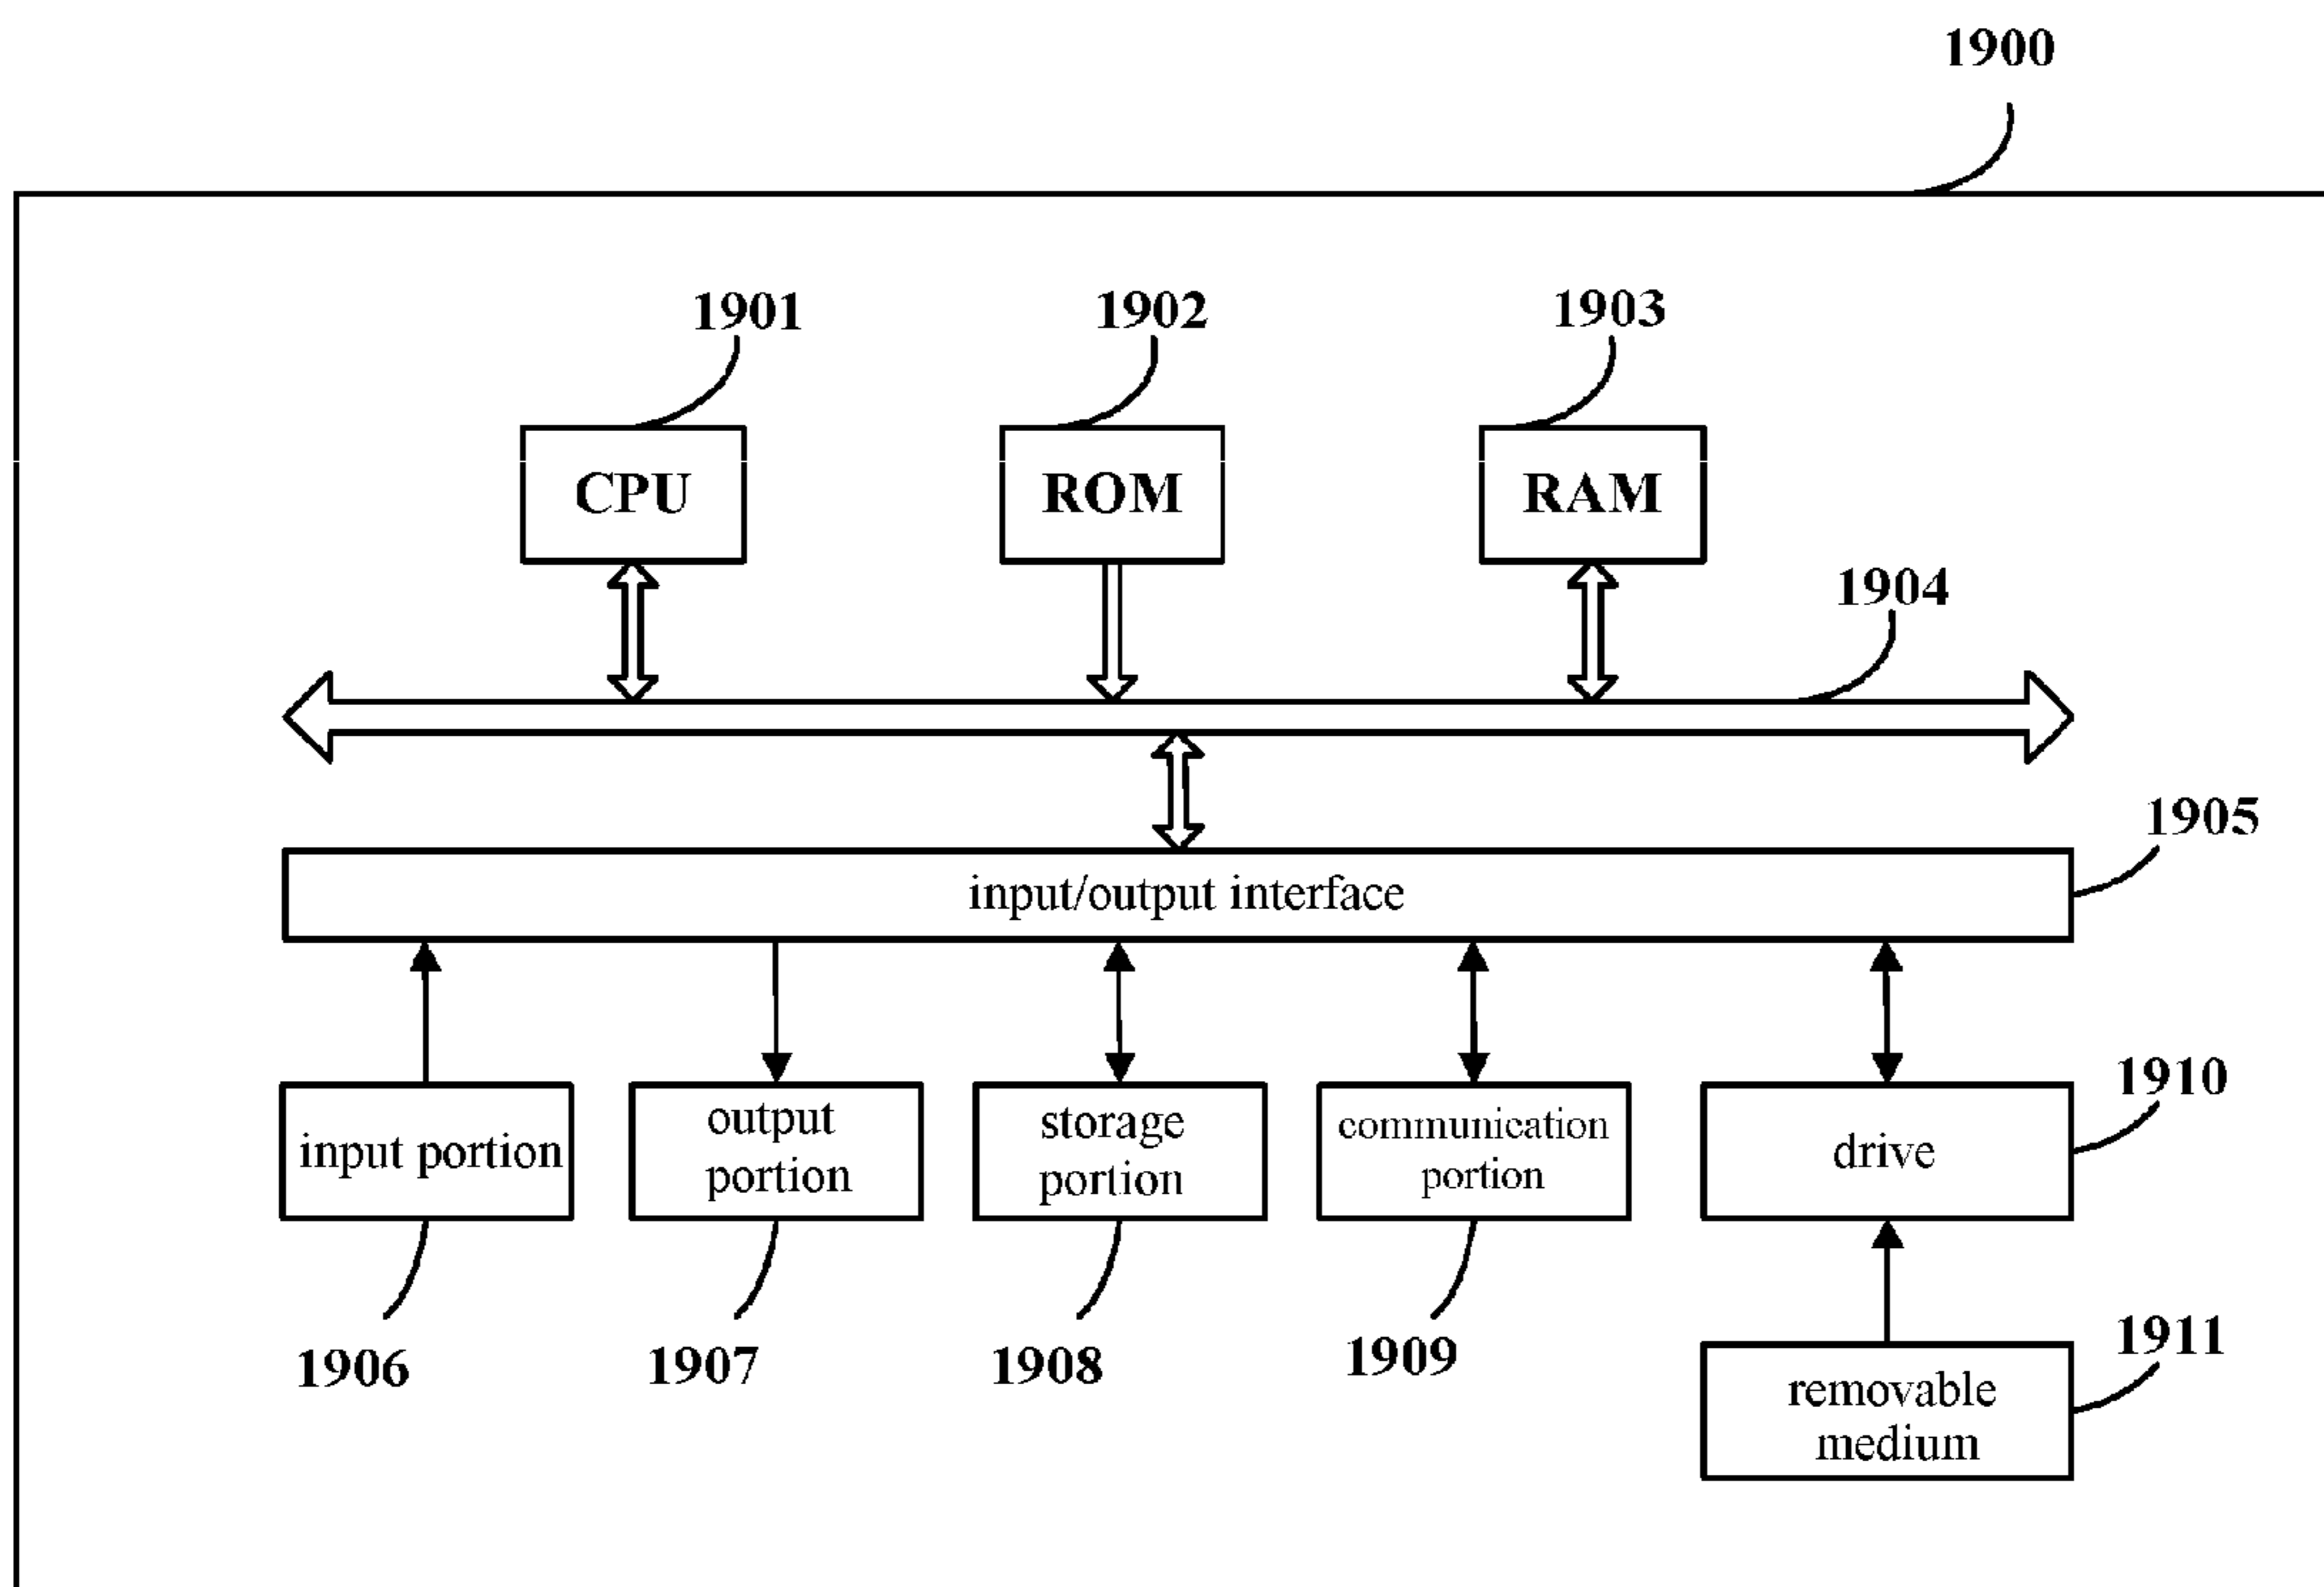 1900
1901
1902
1903
CPU
ROM
RAM
1904
1905
input/output interface
1910
input portion
output
portion
storage
portion
communication
portion
drive
1906
1907
1908
1909
1911
removable
medium